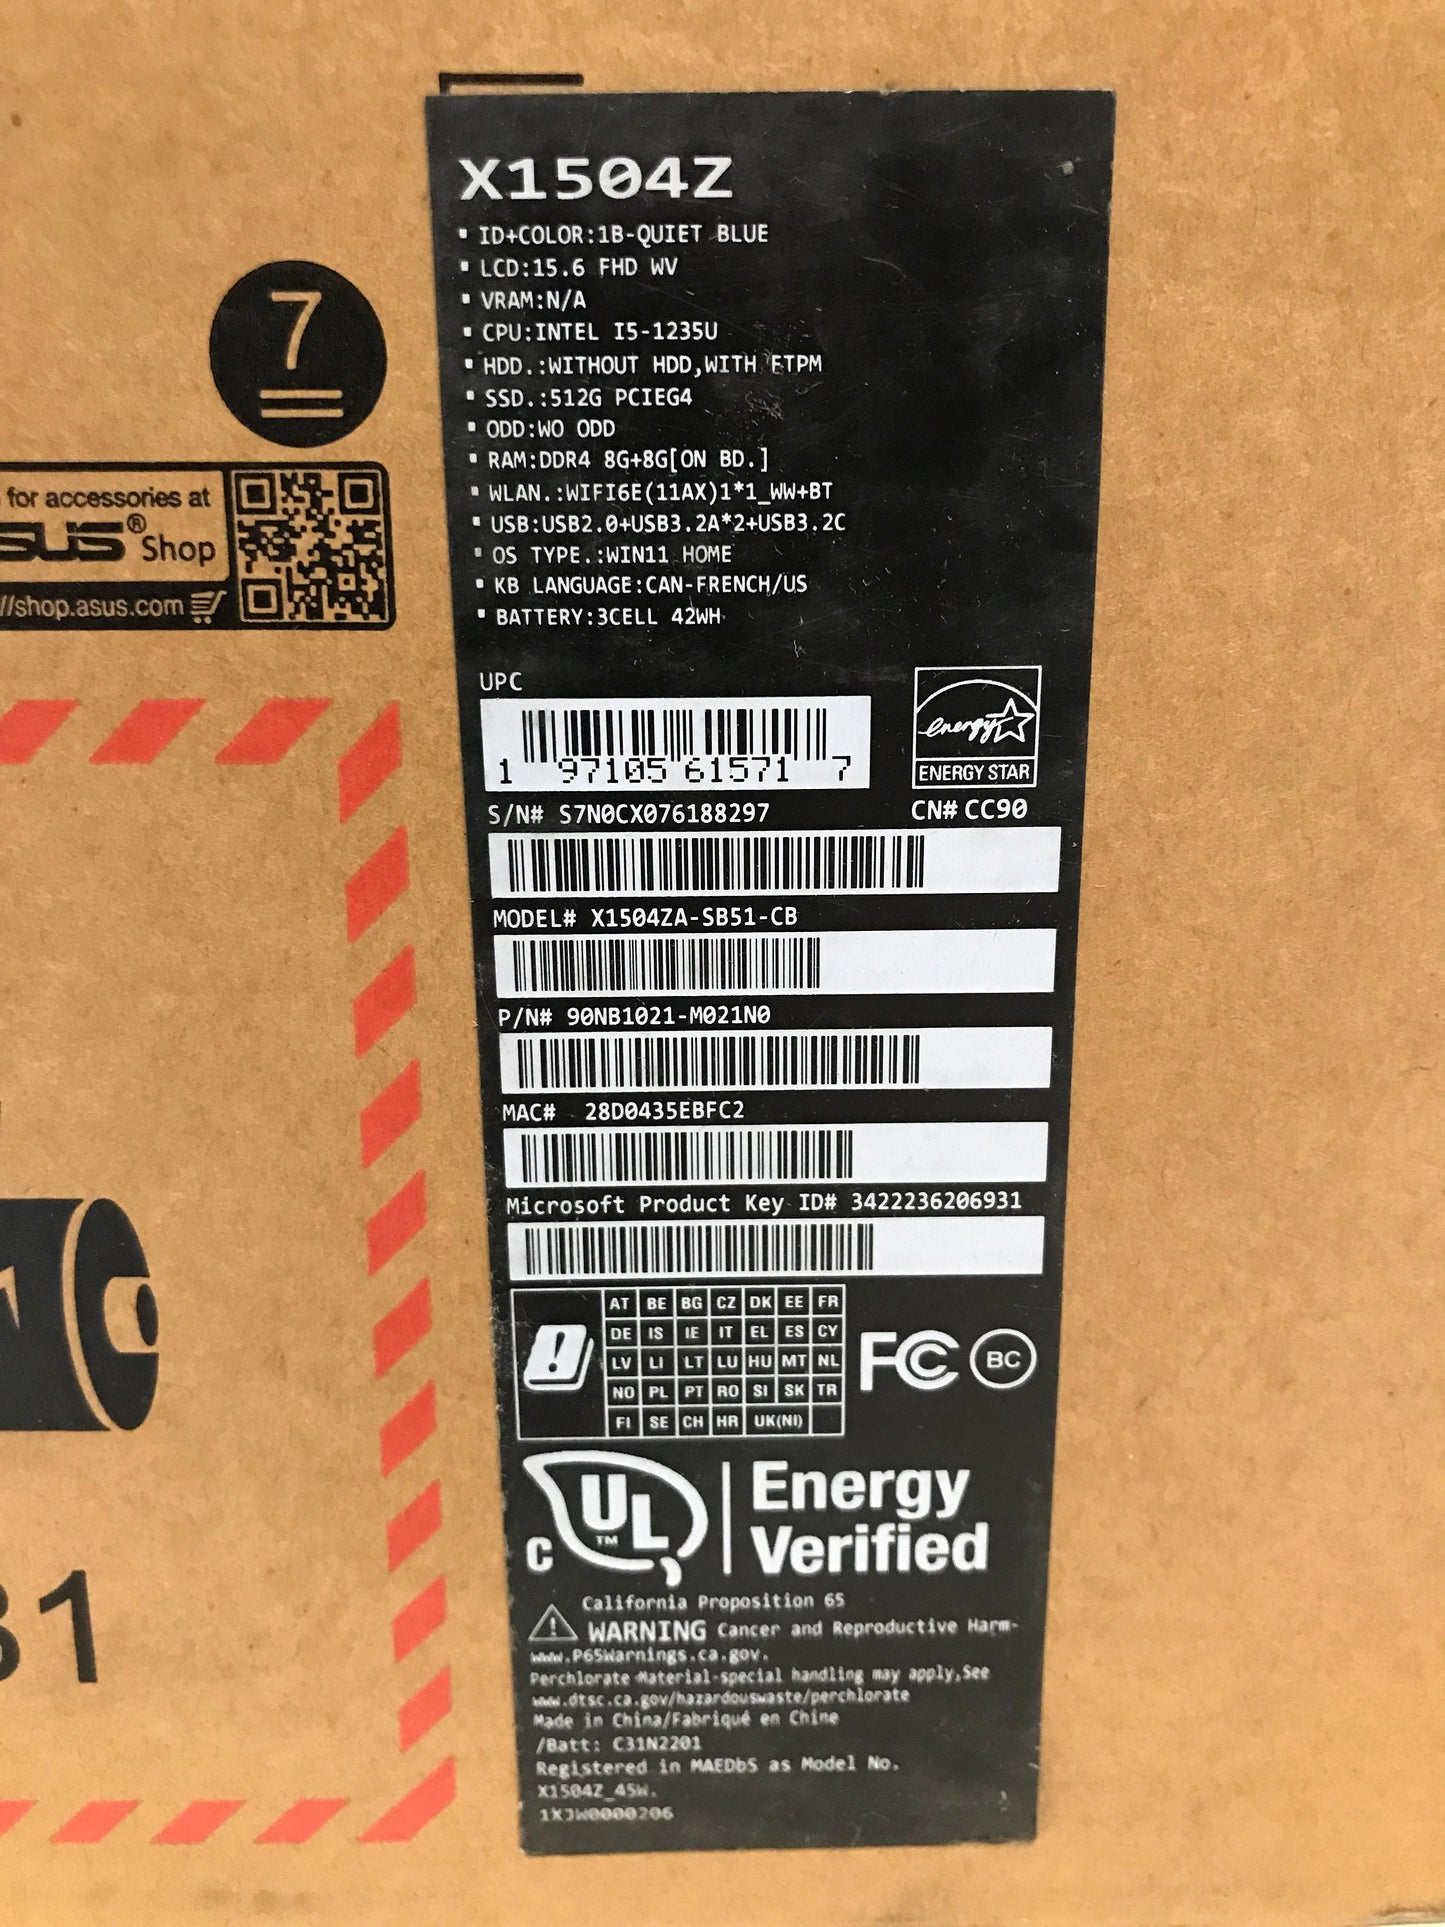 X1504Z
▪ ID+COLOR:1B-QUIET BLUE
▪ LCD:15.6 FHD WV
▪ VRAM:N/A
▪ CPU:INTEL I5-1235U
▪ HDD.:WITHOUT HDD,WITH FTPM
▪ SSD.:512G PCIEG4
▪ ODD:WO ODD
▪ RAM:DDR4 8G+8G[ON BD.]
▪ WLAN.:WIFI6E(11AX)1*1_WW+BT
▪ USB:USB2.0+USB3.2A*2+USB3.2C
▪ OS TYPE.:WIN11 HOME
▪ KB LANGUAGE:CAN-FRENCH/US
▪ BATTERY:3CELL 42WH
7
for accessories at
SUS® Shop
//shop.asus.com
UPC
1 97105 61571 7
energy
ENERGY STAR
S/N# S7N0CX076188297
CN# CC90
MODEL# X1504ZA-SB51-CB
P/N# 90NB1021-M021N0
MAC# 28D0435EBFC2
Microsoft Product Key ID# 3422236206931
AT BE BG CZ DK EE FR
DE IS IE IT EL ES CY
LV LI LT LU HU MT NL
NO PL PT RO SI SK TR
FI SE CH HR UK(NI)
FC BC
C UL ™ Energy
Verified
California Proposition 65
WARNING Cancer and Reproductive Harm-
www.P65Warnings.ca.gov.
Perchlorate Material-special handling may apply,See
www.dtsc.ca.gov/hazardouswaste/perchlorate
Made in China/Fabriqué en Chine
/Batt: C31N2201
Registered in MAEDbS as Model No.
X1504Z_45W.
1XJW0000206
31